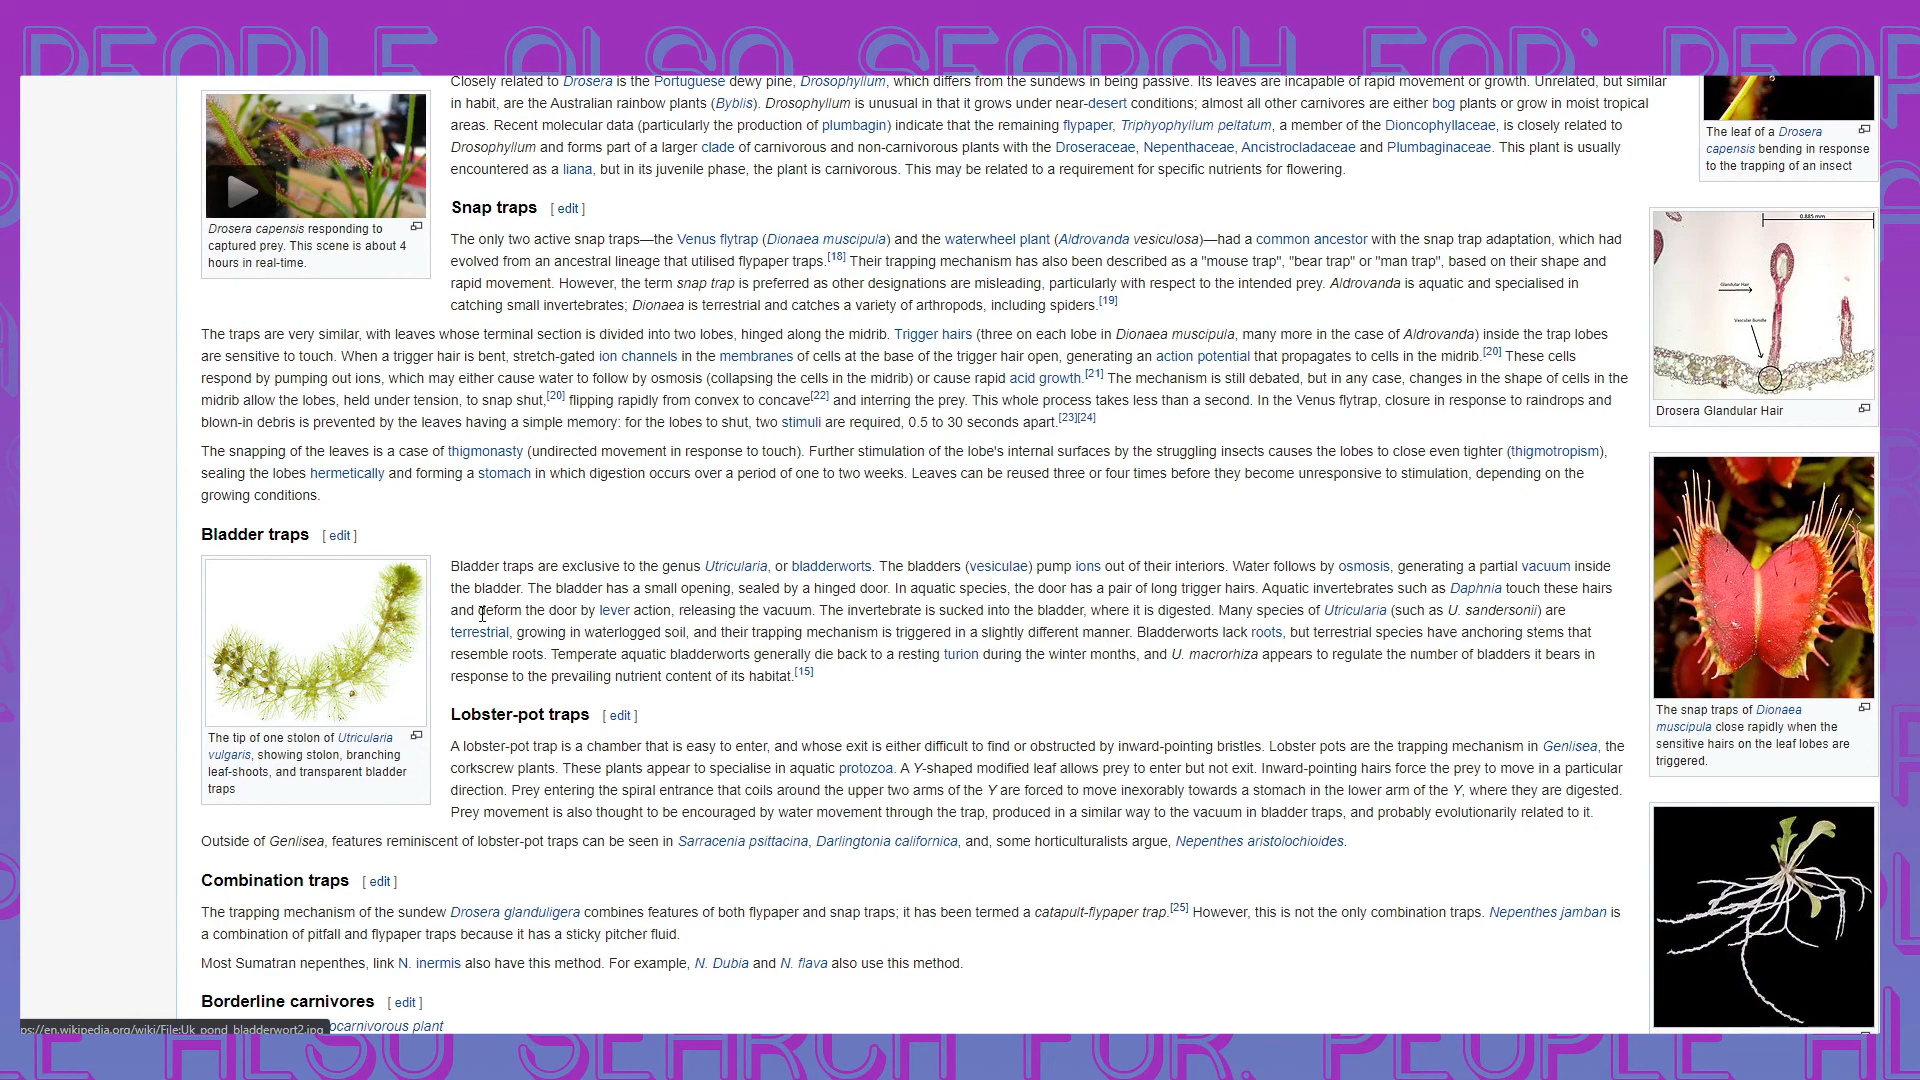 PEOPLE ALSO SEARCH FOR:
Closely related to Drosera is the Portuguese dewy pine, Drosophyllum, which differs from the sundews in being passive. Its leaves are incapable of rapid movement or growth. Unrelated, but similar
in habit, are the Australian rainbow plants (Byblis). Drosophyllum is unusual in that it grows under near-desert conditions; almost all other carnivores are either bog plants or grow in moist tropical
areas. Recent molecular data (particularly the production of plumbagin) indicate that the remaining flypaper, Triphyophyllum peltatum, a member of the Dioncophyllaceae, is closely related to
Drosophyllum and forms part of a larger clade of carnivorous and non-carnivorous plants with the Droseraceae, Nepenthaceae, Ancistrocladaceae and Plumbaginaceae. This plant is usually
encountered as a liana, but in its juvenile phase, the plant is carnivorous. This may be related to a requirement for specific nutrients for flowering.
Drosera capensis responding to
captured prey. This scene is about 4
hours in real-time.
The leaf of a Drosera
capensis bending in response
to the trapping of an insect
Snap traps [ edit ]
The only two active snap traps—the Venus flytrap (Dionaea muscipula) and the waterwheel plant (Aldrovanda vesiculosa)—had a common ancestor with the snap trap adaptation, which had
evolved from an ancestral lineage that utilised flypaper traps.[18] Their trapping mechanism has also been described as a "mouse trap", "bear trap" or "man trap", based on their shape and
rapid movement. However, the term snap trap is preferred as other designations are misleading, particularly with respect to the intended prey. Aldrovanda is aquatic and specialised in
catching small invertebrates; Dionaea is terrestrial and catches a variety of arthropods, including spiders.[19]
The traps are very similar, with leaves whose terminal section is divided into two lobes, hinged along the midrib. Trigger hairs (three on each lobe in Dionaea muscipula, many more in the case of Aldrovanda) inside the trap lobes
are sensitive to touch. When a trigger hair is bent, stretch-gated ion channels in the membranes of cells at the base of the trigger hair open, generating an action potential that propagates to cells in the midrib.[20] These cells
respond by pumping out ions, which may either cause water to follow by osmosis (collapsing the cells in the midrib) or cause rapid acid growth.[21] The mechanism is still debated, but in any case, changes in the shape of cells in the
midrib allow the lobes, held under tension, to snap shut,[20] flipping rapidly from convex to concave[22] and interring the prey. This whole process takes less than a second. In the Venus flytrap, closure in response to raindrops and
blown-in debris is prevented by the leaves having a simple memory: for the lobes to shut, two stimuli are required, 0.5 to 30 seconds apart.[23][24]
The snapping of the leaves is a case of thigmonasty (undirected movement in response to touch). Further stimulation of the lobe's internal surfaces by the struggling insects causes the lobes to close even tighter (thigmotropism),
sealing the lobes hermetically and forming a stomach in which digestion occurs over a period of one to two weeks. Leaves can be reused three or four times before they become unresponsive to stimulation, depending on the
growing conditions.
0.885 mm
Glandular Hair
Vascular Bundle
Drosera Glandular Hair
Bladder traps [ edit ]
Bladder traps are exclusive to the genus Utricularia, or bladderworts. The bladders (vesiculae) pump ions out of their interiors. Water follows by osmosis, generating a partial vacuum inside
the bladder. The bladder has a small opening, sealed by a hinged door. In aquatic species, the door has a pair of long trigger hairs. Aquatic invertebrates such as Daphnia touch these hairs
and deform the door by lever action, releasing the vacuum. The invertebrate is sucked into the bladder, where it is digested. Many species of Utricularia (such as U. sandersonii) are
terrestrial, growing in waterlogged soil, and their trapping mechanism is triggered in a slightly different manner. Bladderworts lack roots, but terrestrial species have anchoring stems that
resemble roots. Temperate aquatic bladderworts generally die back to a resting turion during the winter months, and U. macrorhiza appears to regulate the number of bladders it bears in
response to the prevailing nutrient content of its habitat.[15]
The tip of one stolon of Utricularia
vulgaris, showing stolon, branching
leaf-shoots, and transparent bladder
traps
The snap traps of Dionaea
muscipula close rapidly when the
sensitive hairs on the leaf lobes are
triggered.
Lobster-pot traps [ edit ]
A lobster-pot trap is a chamber that is easy to enter, and whose exit is either difficult to find or obstructed by inward-pointing bristles. Lobster pots are the trapping mechanism in Genlisea, the
corkscrew plants. These plants appear to specialise in aquatic protozoa. A Y-shaped modified leaf allows prey to enter but not exit. Inward-pointing hairs force the prey to move in a particular
direction. Prey entering the spiral entrance that coils around the upper two arms of the Y are forced to move inexorably towards a stomach in the lower arm of the Y, where they are digested.
Prey movement is also thought to be encouraged by water movement through the trap, produced in a similar way to the vacuum in bladder traps, and probably evolutionarily related to it.
Outside of Genlisea, features reminiscent of lobster-pot traps can be seen in Sarracenia psittacina, Darlingtonia californica, and, some horticulturalists argue, Nepenthes aristolochioides.
Combination traps [ edit ]
The trapping mechanism of the sundew Drosera glanduligera combines features of both flypaper and snap traps; it has been termed a catapult-flypaper trap.[25] However, this is not the only combination traps. Nepenthes jamban is
a combination of pitfall and flypaper traps because it has a sticky pitcher fluid.
Most Sumatran nepenthes, link N. inermis also have this method. For example, N. Dubia and N. flava also use this method.
Borderline carnivores [ edit ]
ocarnivorous plant
ps://en.wikipedia.org/wiki/File:Uk_pond_bladderwort2.jpg
LE ALSO SEARCH FOR: PEOPLE AL